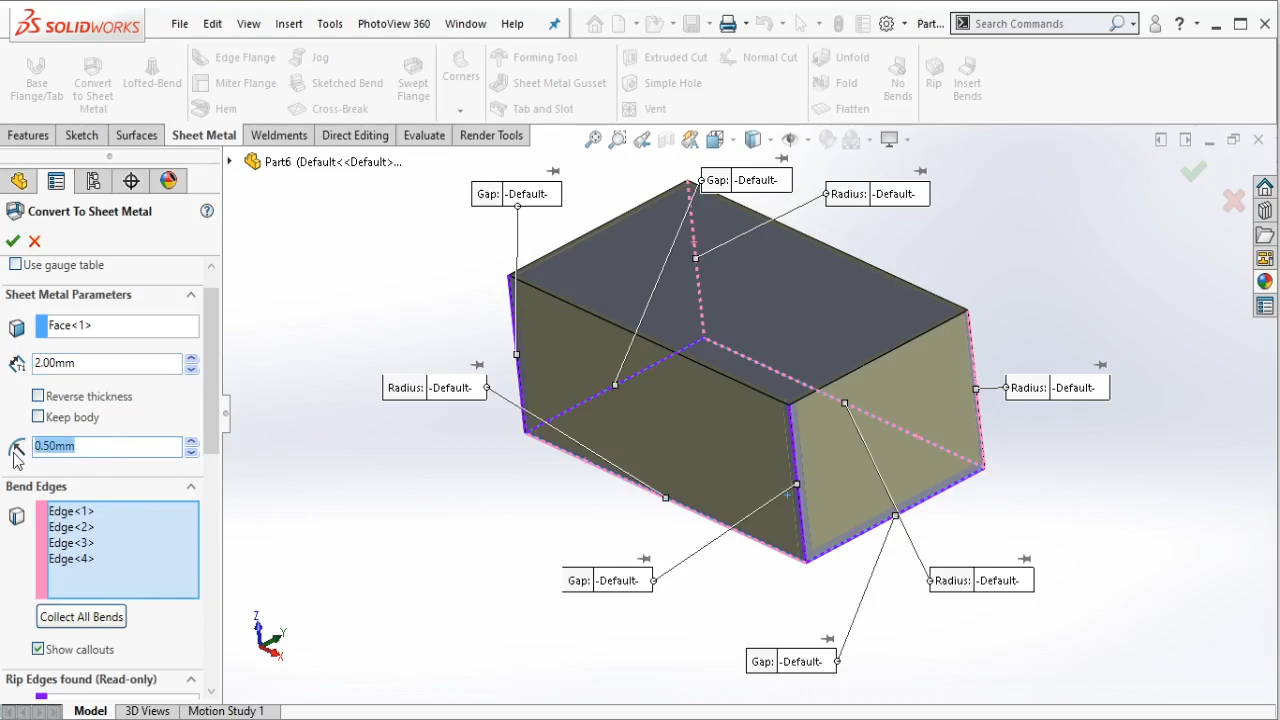 SOLIDWORKS
File Edit View Insert Tools PhotoView 360 Window Help
Part...
Search Commands
Base Flange/Tab
Convert to Sheet Metal
Lofted-Bend
Edge Flange
Miter Flange
Hem
Jog
Sketched Bend
Cross-Break
Swept Flange
Corners
Forming Tool
Sheet Metal Gusset
Tab and Slot
Extruded Cut
Simple Hole
Vent
Normal Cut
Unfold
Fold
Flatten
No Bends
Rip
Insert Bends
Features Sketch Surfaces Sheet Metal Weldments Direct Editing Evaluate Render Tools
Part6 (Default<<Default>...
Convert To Sheet Metal
Use gauge table
Sheet Metal Parameters
Face<1>
2.00mm
Reverse thickness
Keep body
0.50mm
Bend Edges
Edge<1>
Edge<2>
Edge<3>
Edge<4>
Collect All Bends
Show callouts
Rip Edges found (Read-only)
Gap: -Default-
Gap: -Default-
Radius: -Default-
Radius: -Default-
Radius: -Default-
Gap: -Default-
Radius: -Default-
Gap: -Default-
Z
Y
X
Model 3D Views Motion Study 1